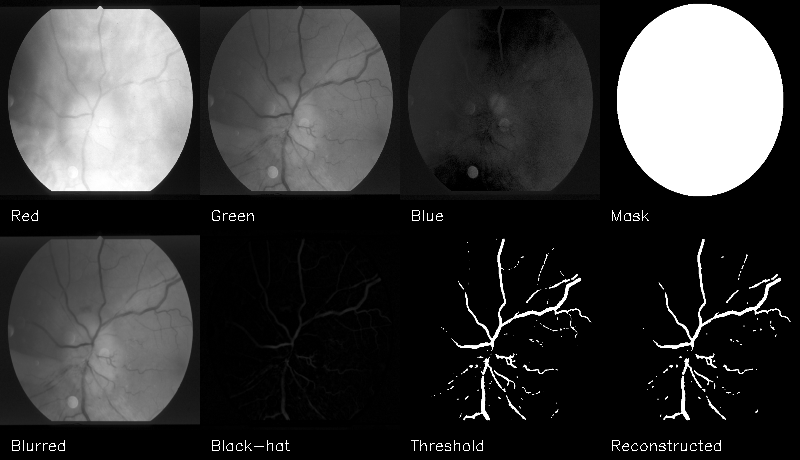 Red
Green
Blue
Mask
Blurred
Black-hat
Threshold
Reconstructed